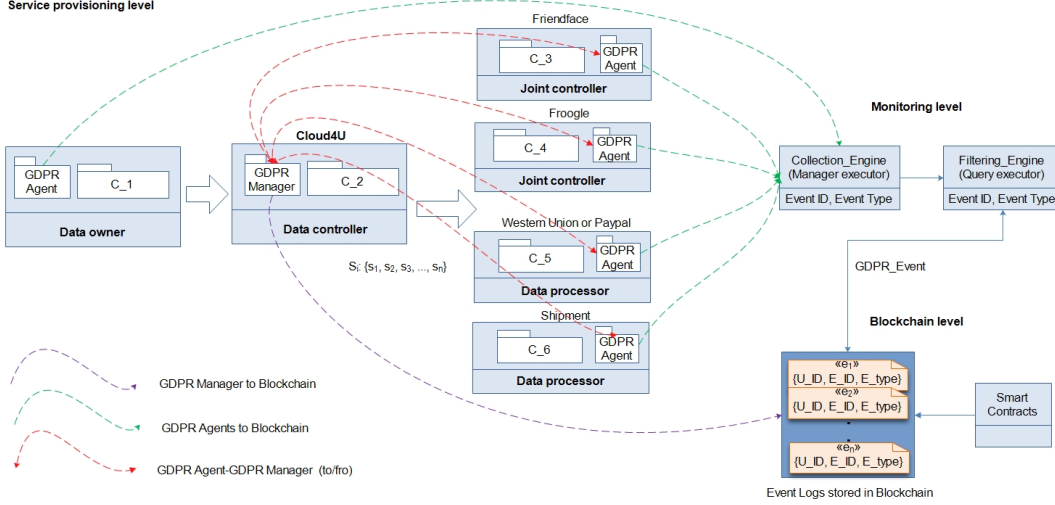 Service provisioning level
Friendface
C_3
GDPR
Agent
Joint controller
Monitoring level
Froogle
C_4
GDPR
Agent
Joint controller
Cloud4U
GDPR
Agent
C_1
Data owner
GDPR
Manager
C_2
Data controller
Collection_Engine
(Manager executor)
Event ID, Event Type
Filtering_Engine
(Query executor)
Event ID, Event Type
Western Union or Paypal
C_5
GDPR
Agent
Data processor
Si: {s1, s2, s3, ..., sn}
GDPR_Event
Shipment
C_6
GDPR
Agent
Data processor
Blockchain level
«e1»
{U_ID, E_ID, E_type}
«e2»
{U_ID, E_ID, E_type}
.
.
«en»
{U_ID, E_ID, E_type}
Smart
Contracts
Event Logs stored in Blockchain
GDPR Manager to Blockchain
GDPR Agents to Blockchain
GDPR Agent-GDPR Manager (to/fro)